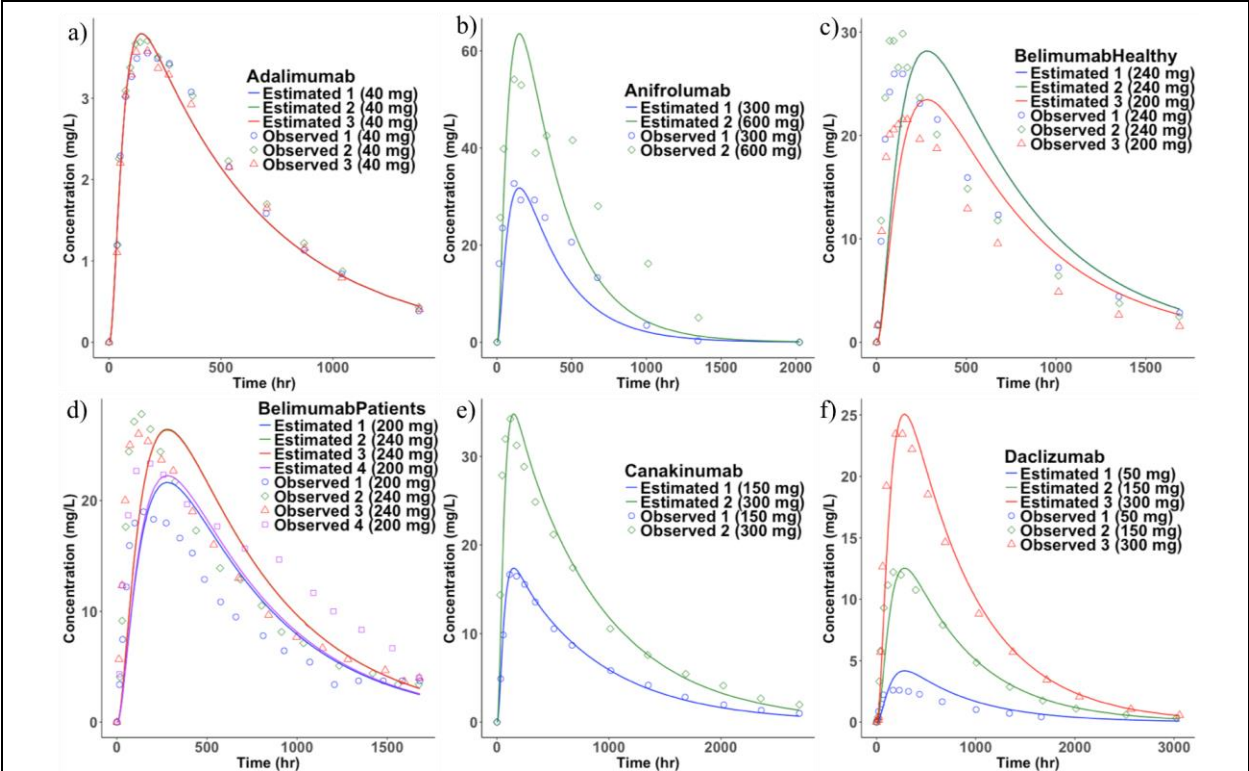 a)
Adalimumab
Estimated 1 (40 mg)
Estimated 2 (40 mg)
Estimated 3 (40 mg)
Observed 1 (40 mg)
Observed 2 (40 mg)
Observed 3 (40 mg)
Concentration (mg/L)
3
2
1
0
0 500 1000
Time (hr)
b)
Anifrolumab
Estimated 1 (300 mg)
Estimated 2 (600 mg)
Observed 1 (300 mg)
Observed 2 (600 mg)
Concentration (mg/L)
60
40
20
0
0 500 1000 1500 2000
Time (hr)
c)
BelimumabHealthy
Estimated 1 (240 mg)
Estimated 2 (240 mg)
Estimated 3 (200 mg)
Observed 1 (240 mg)
Observed 2 (240 mg)
Observed 3 (200 mg)
Concentration (mg/L)
30
20
10
0
0 500 1000 1500
Time (hr)
d)
BelimumabPatients
Estimated 1 (200 mg)
Estimated 2 (240 mg)
Estimated 3 (240 mg)
Estimated 4 (200 mg)
Observed 1 (200 mg)
Observed 2 (240 mg)
Observed 3 (240 mg)
Observed 4 (200 mg)
Concentration (mg/L)
20
10
0
0 500 1000 1500
Time (hr)
e)
Canakinumab
Estimated 1 (150 mg)
Estimated 2 (300 mg)
Observed 1 (150 mg)
Observed 2 (300 mg)
Concentration (mg/L)
30
20
10
0
0 1000 2000
Time (hr)
f)
Daclizumab
Estimated 1 (50 mg)
Estimated 2 (150 mg)
Estimated 3 (300 mg)
Observed 1 (50 mg)
Observed 2 (150 mg)
Observed 3 (300 mg)
Concentration (mg/L)
25
20
15
10
5
0
0 1000 2000 3000
Time (hr)